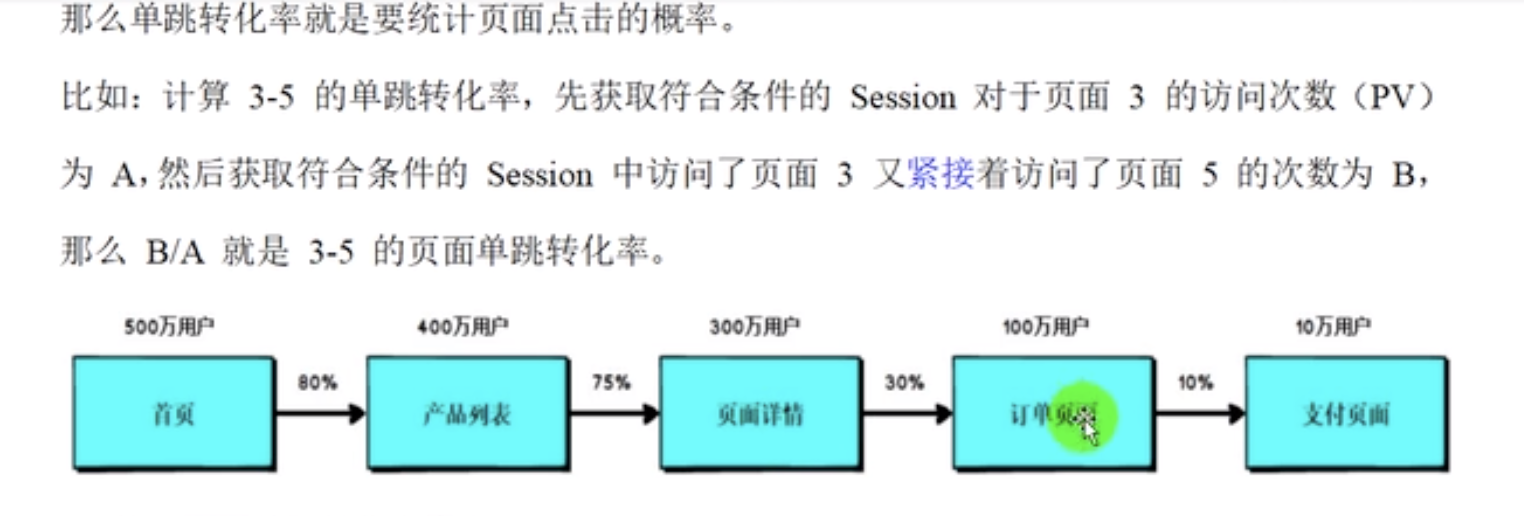 那么单跳转化率就是要统计页面点击的概率。
比如：计算 3-5 的单跳转化率，先获取符合条件的 Session 对于页面 3 的访问次数（PV）
为 A，然后获取符合条件的 Session 中访问了页面 3 又紧接着访问了页面 5 的次数为 B，
那么 B/A 就是 3-5 的页面单跳转化率。
500万用户 400万用户 300万用户 100万用户 10万用户
80% 75% 30% 10%
首页 产品列表 页面详情 订单页面 支付页面